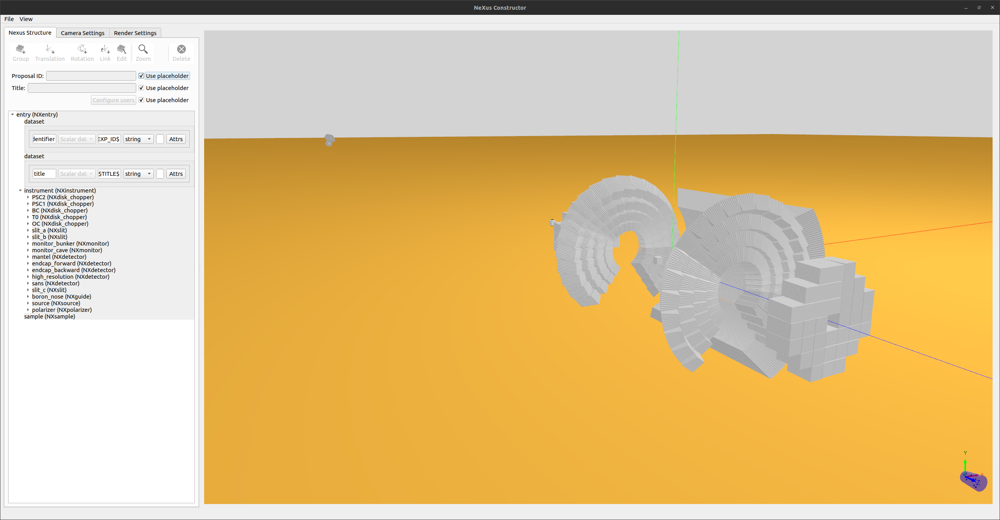 NeXus Constructor
File View
Nexus Structure Camera Settings Render Settings
Group Translation Rotation Link Edit Zoom Delete
Proposal ID: Use placeholder
Title: Use placeholder
Configure users Use placeholder
entry (NXentry)
dataset
dentifier Scalar dat EXP_ID$ string Attrs
dataset
title Scalar dat $TITLE$ string Attrs
instrument (NXinstrument)
PSC2 (NXdisk_chopper)
PSC1 (NXdisk_chopper)
BC (NXdisk_chopper)
T0 (NXdisk_chopper)
OC (NXdisk_chopper)
slit_a (NXslit)
slit_b (NXslit)
monitor_bunker (NXmonitor)
monitor_cave (NXmonitor)
mantel (NXdetector)
endcap_forward (NXdetector)
endcap_backward (NXdetector)
high_resolution (NXdetector)
sans (NXdetector)
slit_c (NXslit)
boron_nose (NXguide)
source (NXsource)
polarizer (NXpolarizer)
sample (NXsample)
Y
X
Z